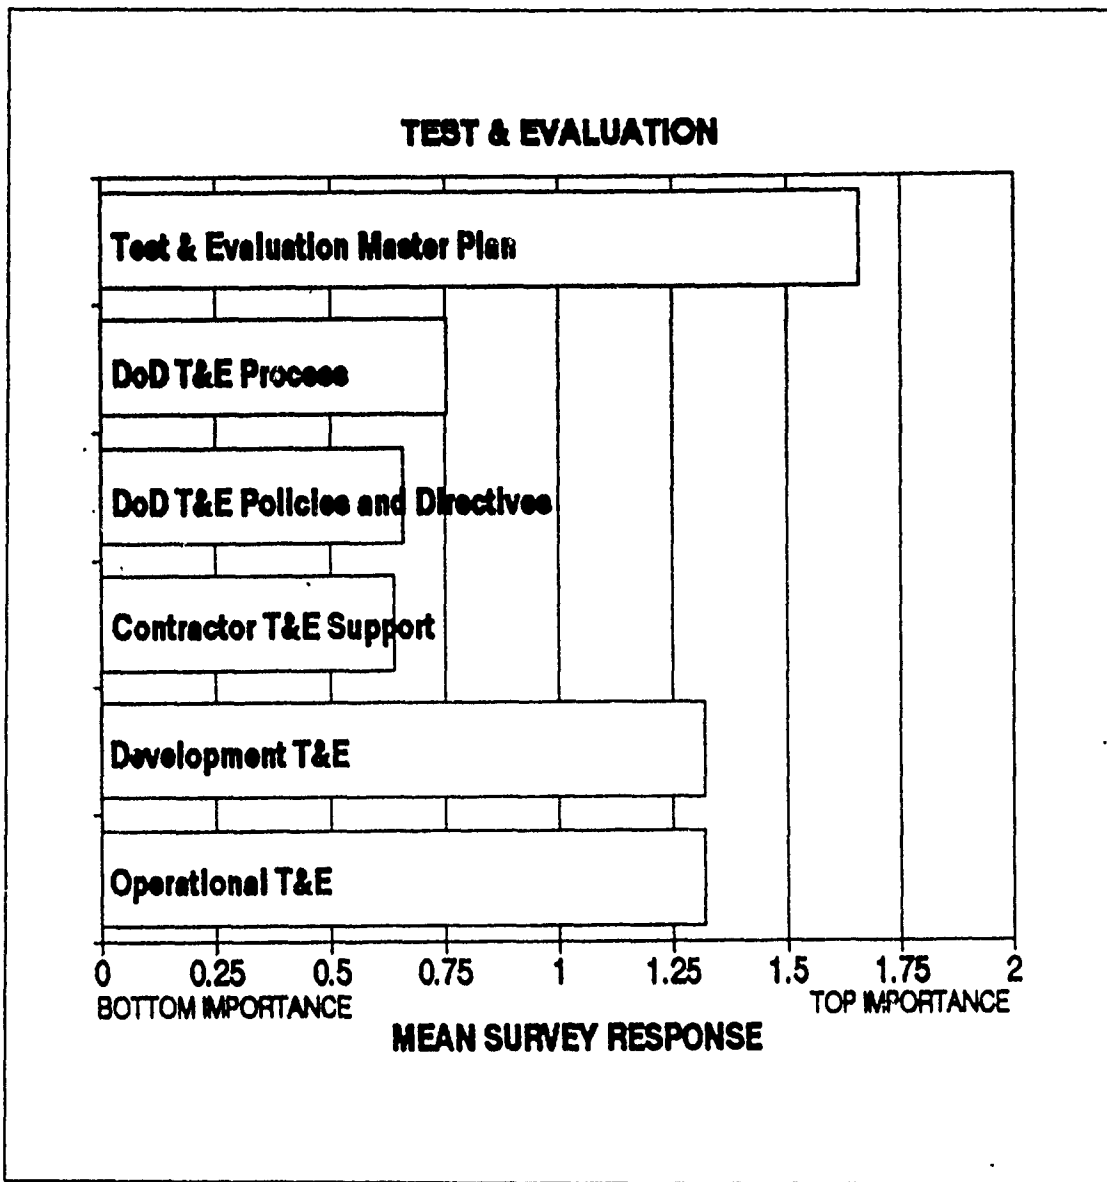 TEST & EVALUATION
Test & Evaluation Master Plan
DoD T&E Process
DoD T&E Policies and Directives
Contractor T&E Support
Development T&E
Operational T&E
0 0.25 0.5 0.75 1 1.25 1.5 1.75 2
BOTTOM IMPORTANCE TOP IMPORTANCE
MEAN SURVEY RESPONSE